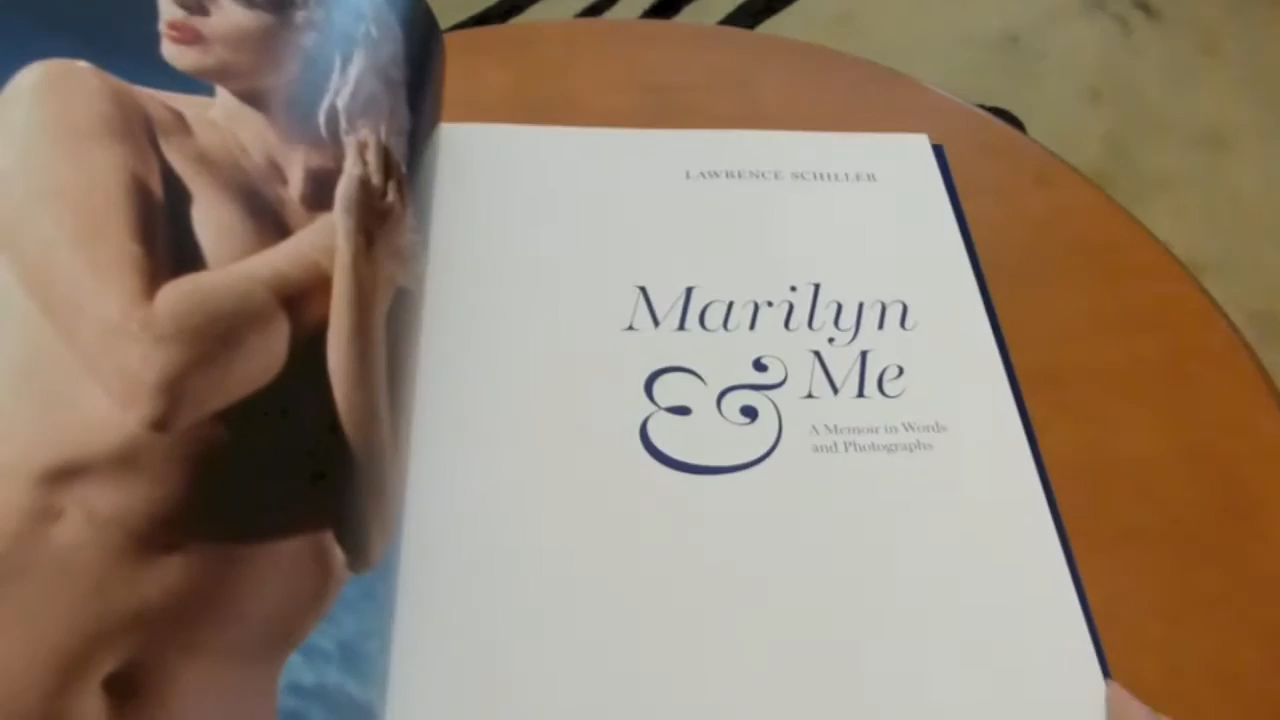 LAWRENCE SCHILLER
Marilyn
& Me
A Memoir in Words
and Photographs